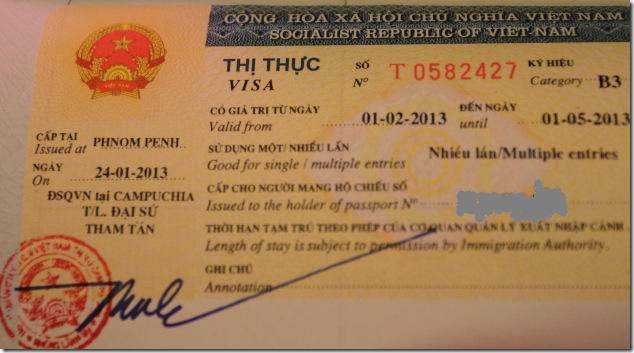 CỘNG HÒA XÃ HỘI CHỦ NGHĨA VIỆT NAM
SOCIALIST REPUBLIC OF VIET NAM
THỊ THỰC
VISA
SỐ
Nº T 0582427
KÝ HIỆU
Category B3
CÓ GIÁ TRỊ TỪ NGÀY
Valid from 01-02-2013
ĐẾN NGÀY
until 01-05-2013
CẤP TẠI
Issued at PHNOM PENH
NGÀY
On 24-01-2013
ĐSQVN tại CAMPUCHIA
T/L. ĐẠI SỨ
THAM TÁN
SỬ DỤNG MỘT/ NHIỀU LẦN
Good for single / multiple entries
Nhiều lần/Multiple entries
CẤP CHO NGƯỜI MANG HỘ CHIẾU SỐ
Issued to the holder of passport Nº
THỜI HẠN TẠM TRÚ THEO PHÉP CỦA CƠ QUAN QUẢN LÝ XUẤT NHẬP CẢNH
Length of stay is subject to permission by Immigration Authority.
GHI CHÚ
Annotation
VIỆT NAM